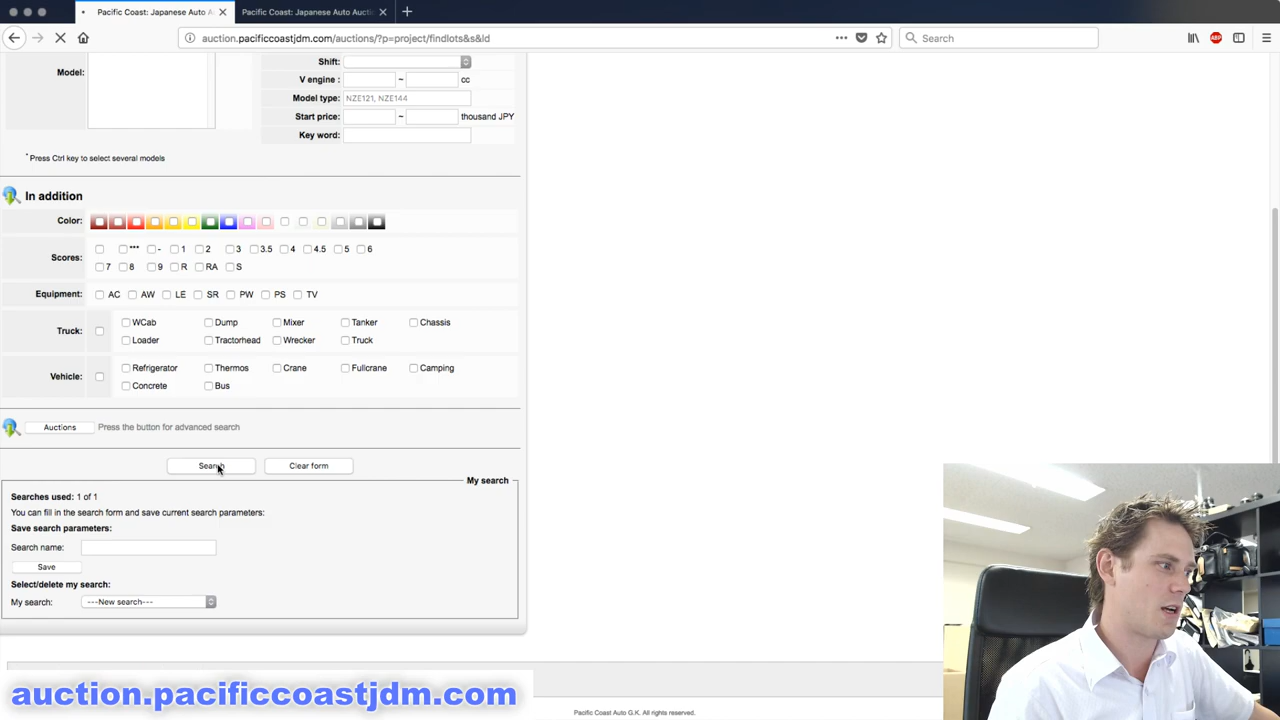 Pacific Coast: Japanese Auto A
Pacific Coast: Japanese Auto Auction
auction.pacificcoastjdm.com/auctions/?p=project/findlots&s&ld
Search
ABP
Shift:
Model:
V engine : ~ cc
Model type: NZE121, NZE144
Start price: ~ thousand JPY
Key word:
* Press Ctrl key to select several models
In addition
Color:
Scores: *** - 1 2 3 3.5 4 4.5 5 6
7 8 9 R RA S
Equipment: AC AW LE SR PW PS TV
Truck: WCab Dump Mixer Tanker Chassis
Loader Tractorhead Wrecker Truck
Vehicle: Refrigerator Thermos Crane Fullcrane Camping
Concrete Bus
Auctions Press the button for advanced search
Search Clear form
My search
Searches used: 1 of 1
You can fill in the search form and save current search parameters:
Save search parameters:
Search name:
Save
Select/delete my search:
My search: ---New search---
auction.pacificcoastjdm.com
Pacific Coast Auto G.K. All rights reserved.